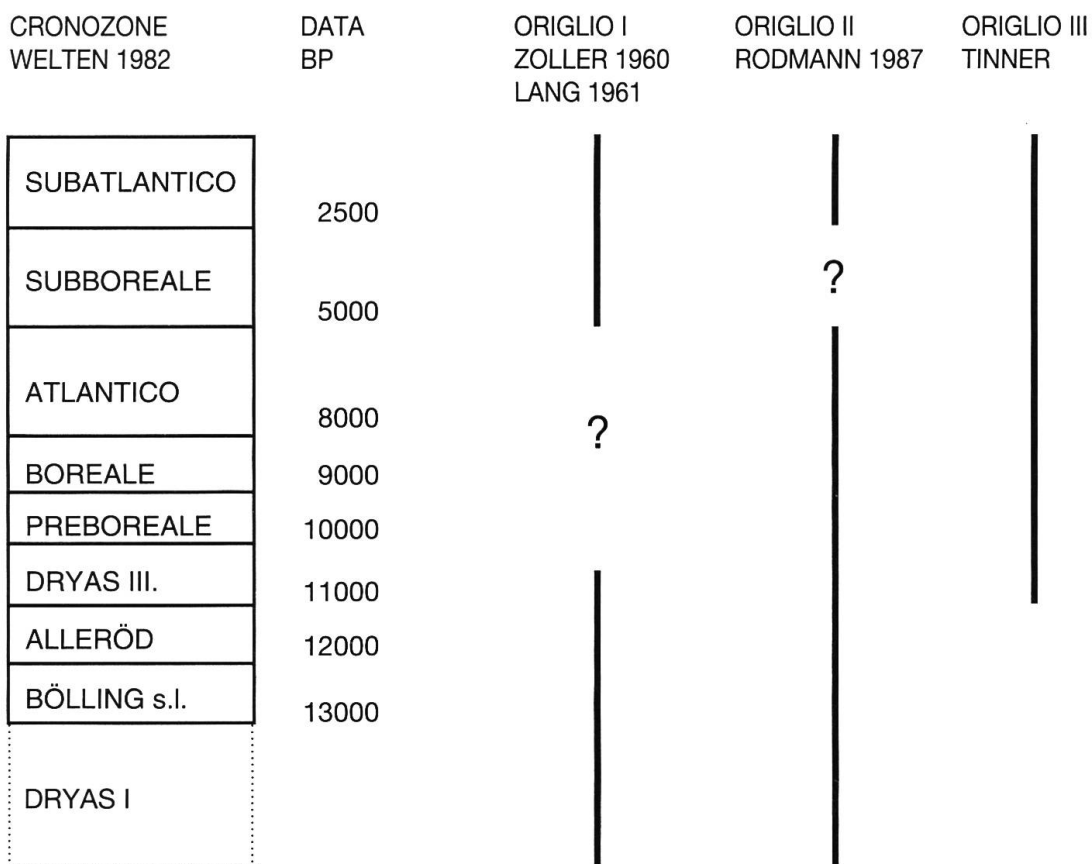 CRONOZONE DATA ORIGLIO I ORIGLIO II ORIGLIO III
WELTEN 1982 BP ZOLLER 1960 RODMANN 1987 TINNER
LANG 1961
SUBATLANTICO
2500
SUBBOREALE ?
5000
ATLANTICO
8000 ?
BOREALE 9000
PREBOREALE 10000
DRYAS III. 11000
ALLERÖD 12000
BÖLLING s.l. 13000
DRYAS I